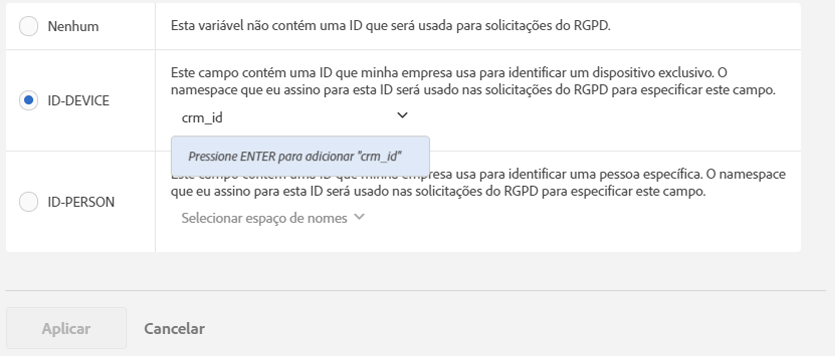 Nenhum
Esta variável não contém uma ID que será usada para solicitações do RGPD.
ID-DEVICE
Este campo contém uma ID que minha empresa usa para identificar um dispositivo exclusivo. O
namespace que eu assino para esta ID será usado nas solicitações do RGPD para especificar este campo.
crm_id
Pressione ENTER para adicionar "crm_id"
ID-PERSON
Este campo contém uma ID que minha empresa usa para identificar uma pessoa específica. O namespace
que eu assino para esta ID será usado nas solicitações do RGPD para especificar este campo.
Selecionar espaço de nomes
Aplicar
Cancelar